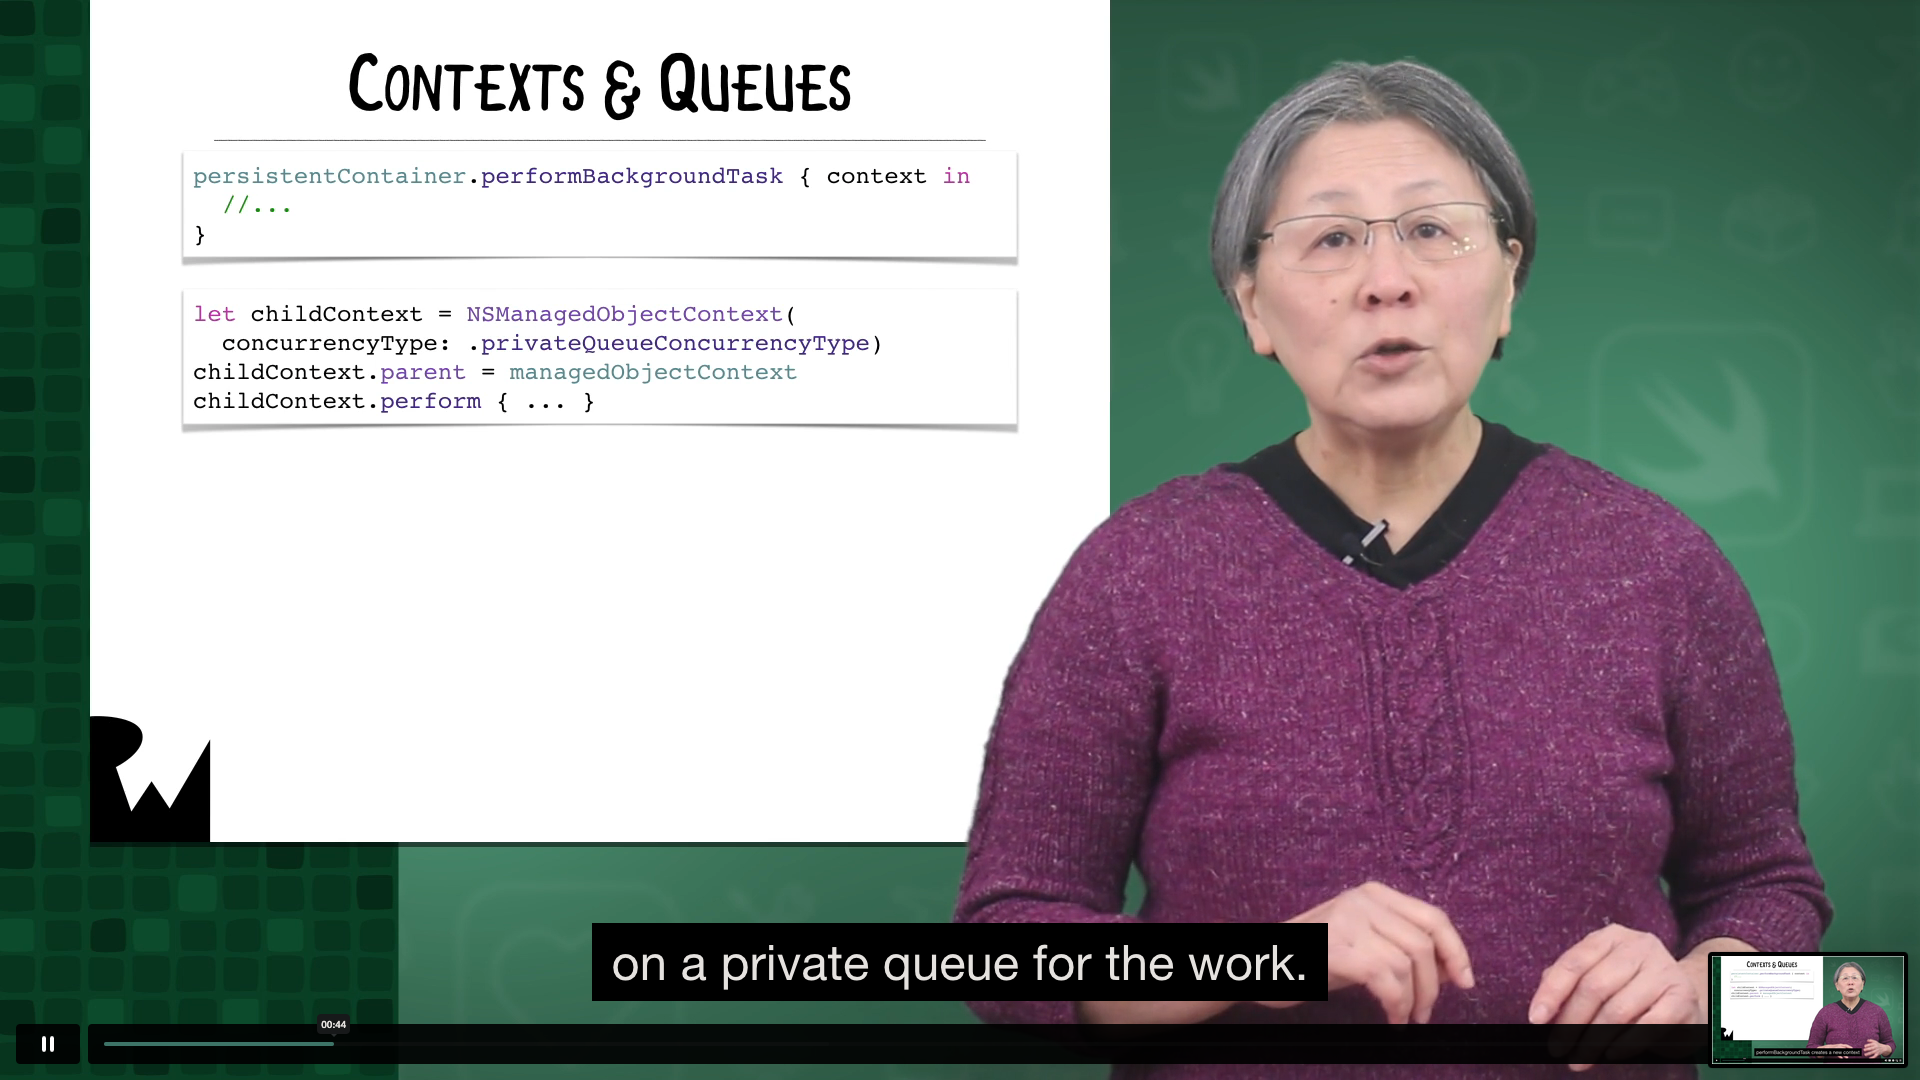 CONTEXTS & QUEUES
persistentContainer.performBackgroundTask { context in
  //...
}
let childContext = NSManagedObjectContext(
  concurrencyType: .privateQueueConcurrencyType)
childContext.parent = managedObjectContext
childContext.perform { ... }
RW
on a private queue for the work.
00:44
CONTEXTS & QUEUES
performBackgroundTask creates a new context